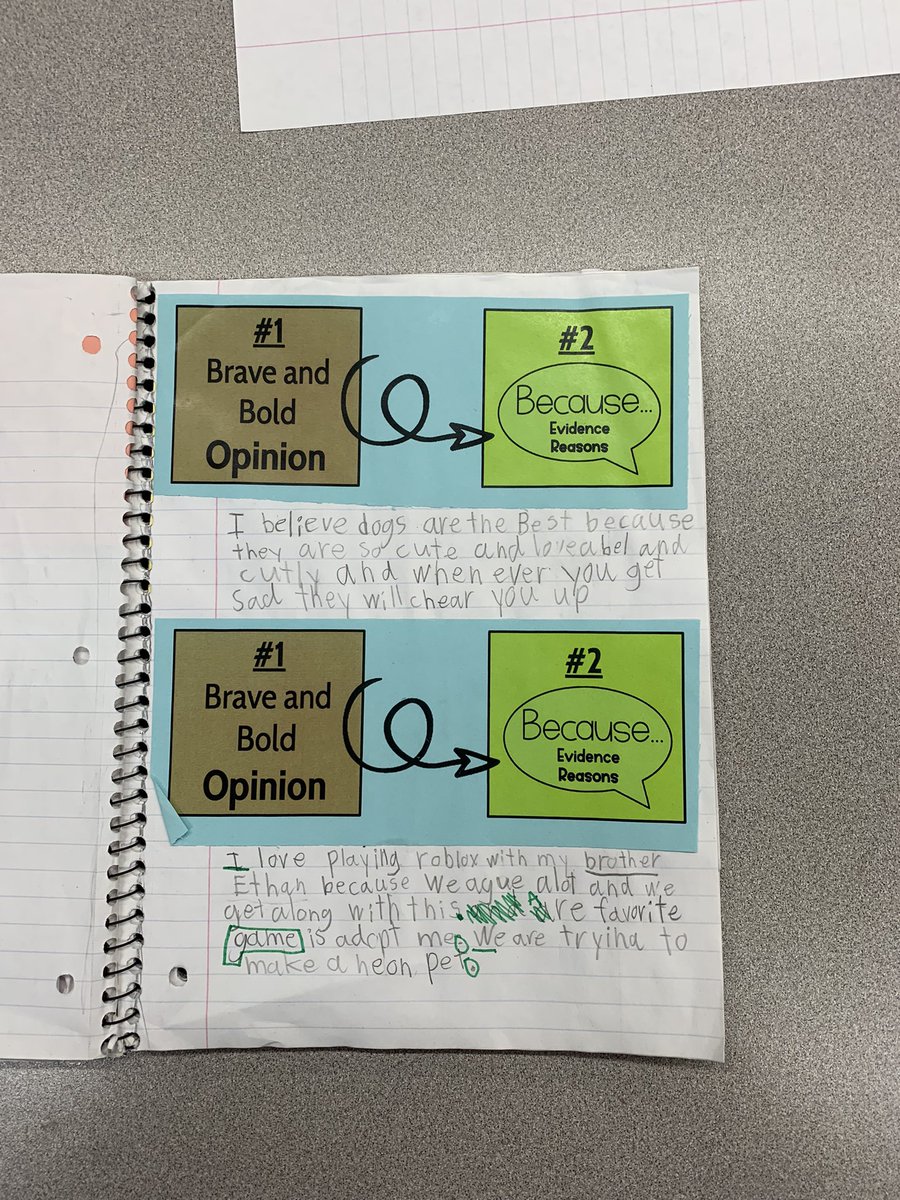 #1
Brave and
Bold
Opinion
#2
Because...
Evidence
Reasons
I believe dogs are the Best because
they are so cute and loveabel and
cutly and when ever you get
sad they will chear you up
#1
Brave and
Bold
Opinion
#2
Because...
Evidence
Reasons
I love playing roblox with my brother
Ethan because we ague alot and we
get along with this. re favorite
game is adopt me. We are tryina to
make a neon pet.